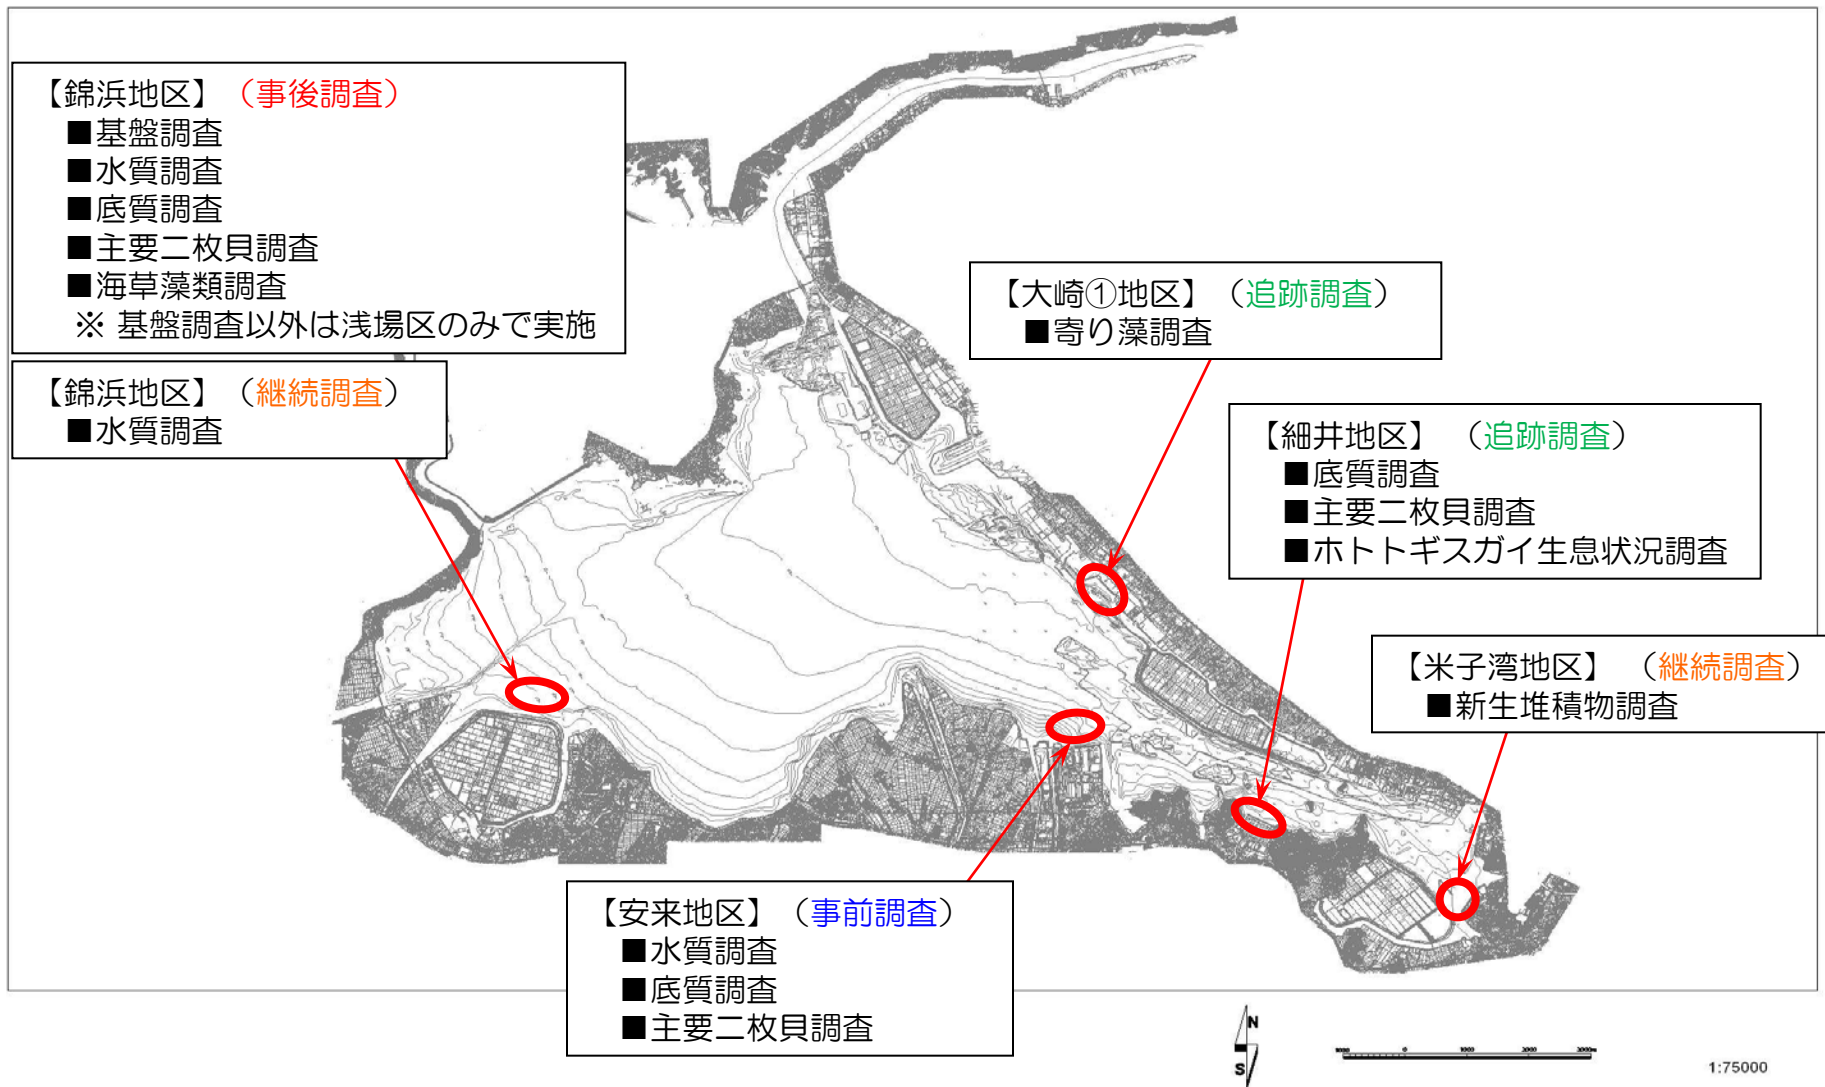 【錦浜地区】（事後調査）
■基盤調査
■水質調査
■底質調査
■主要二枚貝調査
■海草藻類調査
※ 基盤調査以外は浅場区のみで実施
【錦浜地区】（継続調査）
■水質調査
【大崎①地区】（追跡調査）
■寄り藻調査
【細井地区】（追跡調査）
■底質調査
■主要二枚貝調査
■ホトトギスガイ生息状況調査
【米子湾地区】（継続調査）
■新生堆積物調査
【安来地区】（事前調査）
■水質調査
■底質調査
■主要二枚貝調査
N
S
1000 0 1000 2000 3000m
1:75000